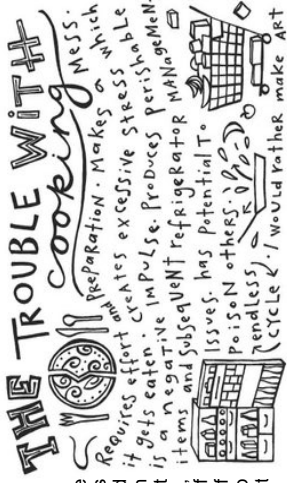 THE TROUBLE WITH
cooking
Requires effort and PREPARATION. Makes a Mess.
it gets eaten. Creates excessive stress which
is a negative impulse. Produces perishable
items and subsequent refrigerator Management
issues. has Potential To
Poison others.
endless
cycle. I would rather make ART